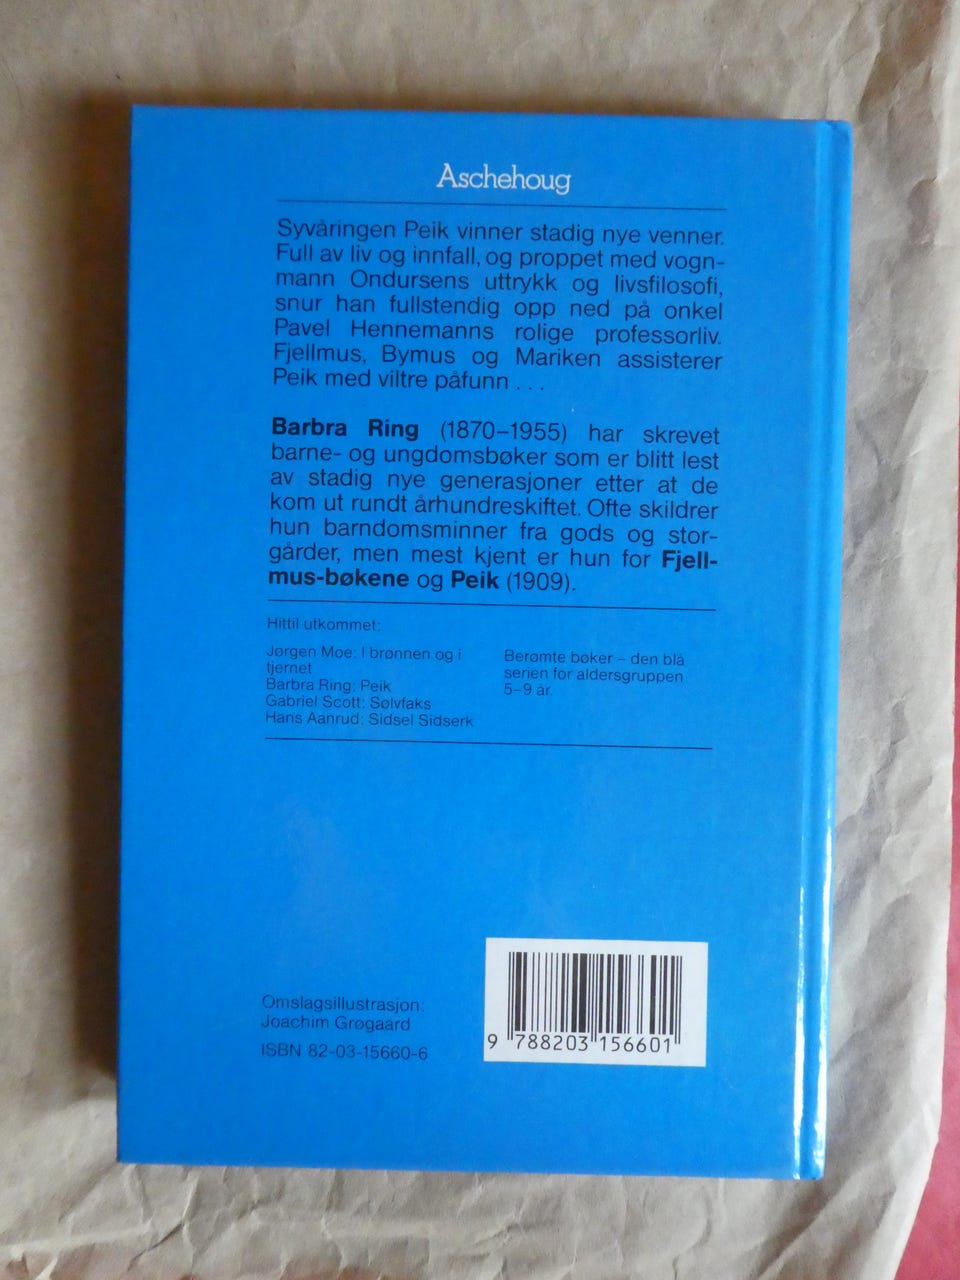 Aschehoug
Syvåringen Peik vinner stadig nye venner.
Full av liv og innfall, og proppet med vogn-
mann Ondursens uttrykk og livsfilosofi,
snur han fullstendig opp ned på onkel
Pavel Hennemanns rolige professorliv.
Fjellmus, Bymus og Mariken assisterer
Peik med viltre påfunn . . .
Barbra Ring (1870–1955) har skrevet
barne- og ungdomsbøker som er blitt lest
av stadig nye generasjoner etter at de
kom ut rundt århundreskiftet. Ofte skildrer
hun barndomsminner fra gods og stor-
gårder, men mest kjent er hun for Fjell-
mus-bøkene og Peik (1909).
Hittil utkommet:
Jørgen Moe: I brønnen og i
tjernet
Barbra Ring: Peik
Gabriel Scott: Sølvfaks
Hans Aanrud: Sidsel Sidserk
Berømte bøker – den blå
serien for aldersgruppen
5–9 år.
Omslagsillustrasjon:
Joachim Grøgaard
ISBN 82-03-15660-6
9 788203 156601